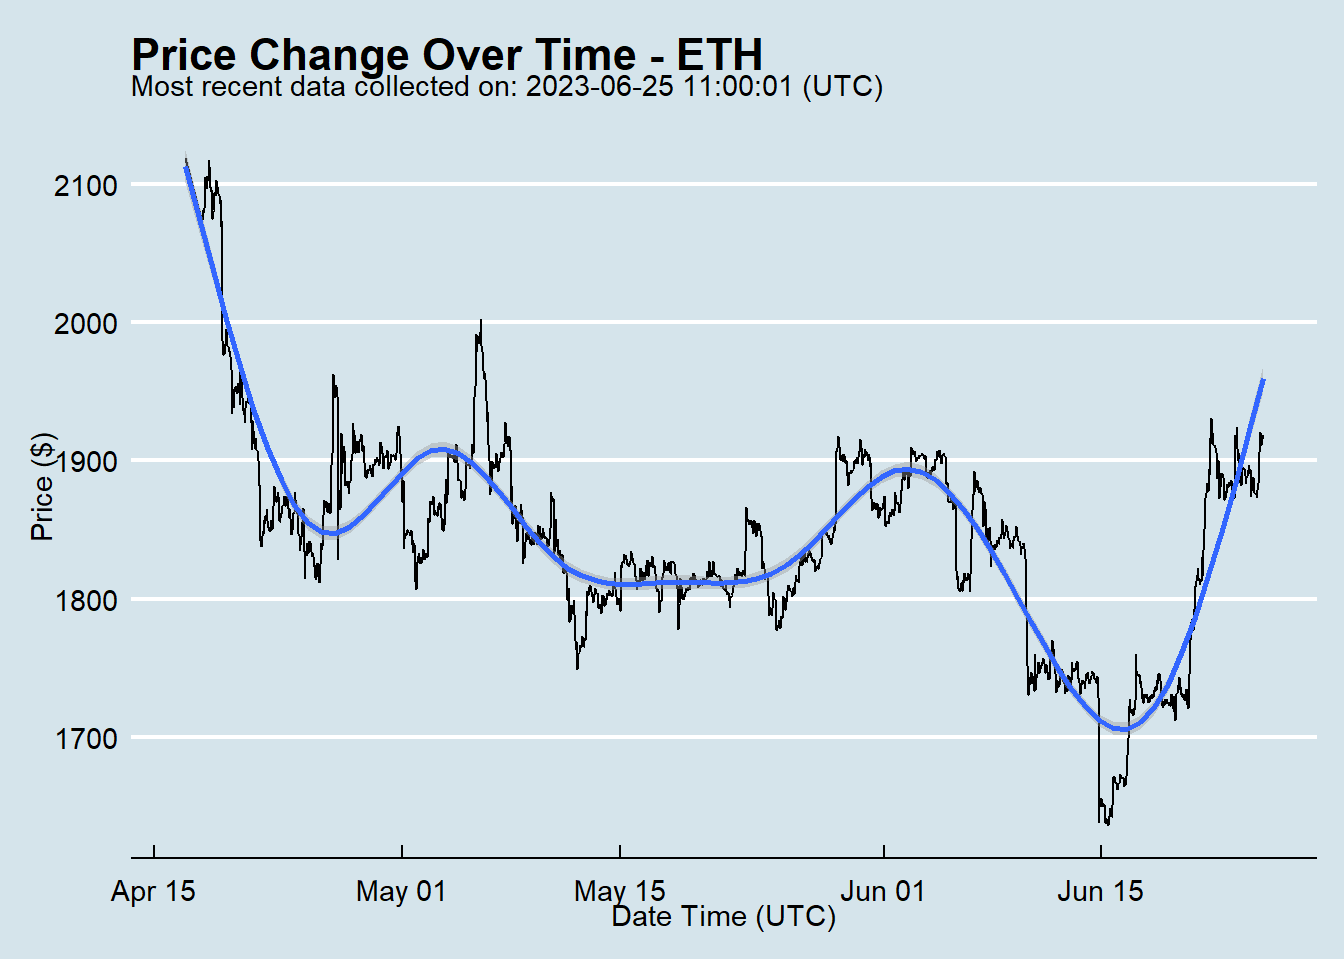 Price Change Over Time - ETH
Most recent data collected on: 2023-06-25 11:00:01 (UTC)
Price ($)
2100
2000
1900
1800
1700
Apr 15 May 01 May 15 Jun 01 Jun 15
Date Time (UTC)